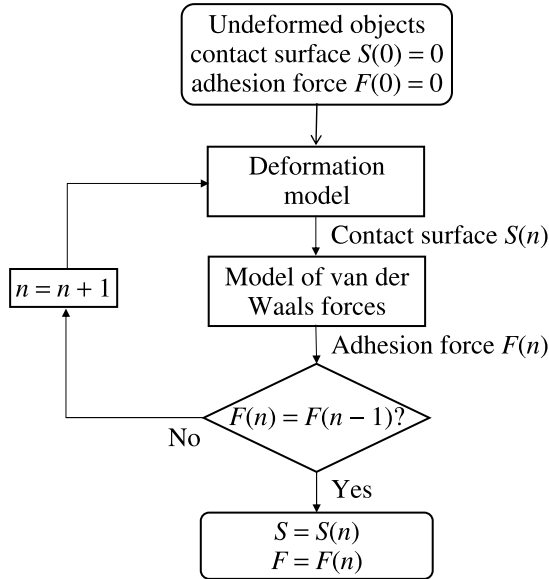 Undeformed objects
contact surface S(0) = 0
adhesion force F(0) = 0
Deformation
model
Contact surface S(n)
n = n + 1
Model of van der
Waals forces
Adhesion force F(n)
F(n) = F(n − 1)?
No
Yes
S = S(n)
F = F(n)